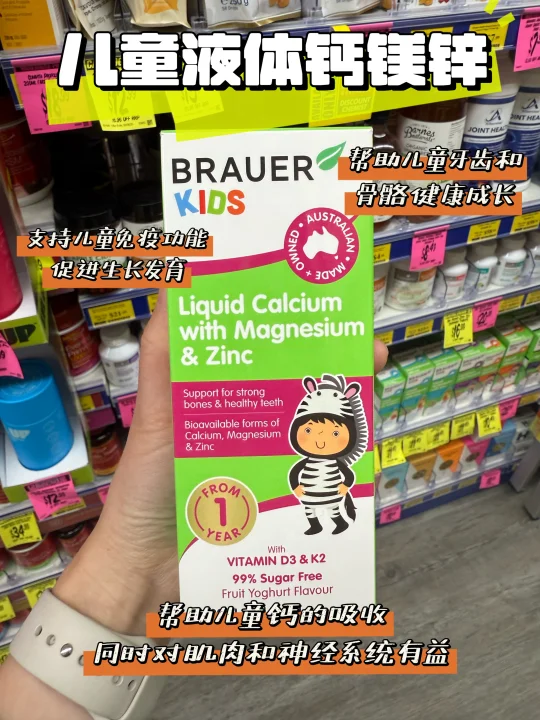 儿童液体钙镁锌
BRAUER
KIDS
帮助儿童牙齿和
骨骼健康成长
支持儿童免疫功能
促进生长发育
AUSTRALIAN
MADE + OWNED
Liquid Calcium
with Magnesium
& Zinc
Support for strong
bones & healthy teeth
Bioavailable forms of
Calcium, Magnesium
& Zinc
FROM
1
YEAR
With
VITAMIN D3 & K2
99% Sugar Free
Fruit Yoghurt Flavour
帮助儿童钙的吸收
同时对肌肉和神经系统有益
Barnes
Naturals
JOINT HEALTH